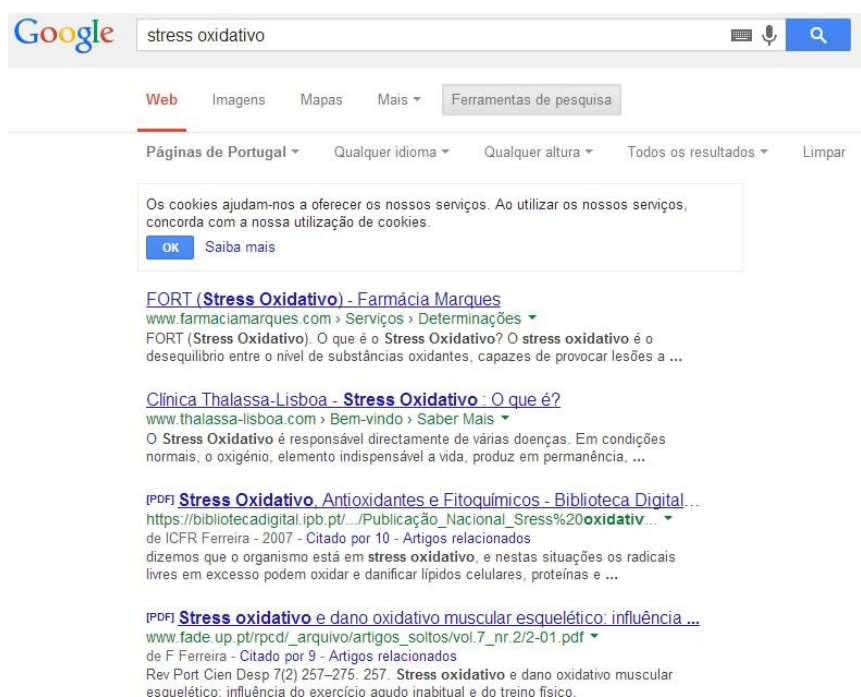 Google stress oxidativo
Web Imagens Mapas Mais Ferramentas de pesquisa
Páginas de Portugal Qualquer idioma Qualquer altura Todos os resultados Limpar
Os cookies ajudam-nos a oferecer os nossos serviços. Ao utilizar os nossos serviços,
concorda com a nossa utilização de cookies.
OK Saiba mais
FORT (Stress Oxidativo) - Farmácia Marques
www.farmaciamarques.com › Serviços › Determinações
FORT (Stress Oxidativo). O que é o Stress Oxidativo? O stress oxidativo é o
desequilibrio entre o nível de substâncias oxidantes, capazes de provocar lesões a ...
Clínica Thalassa-Lisboa - Stress Oxidativo : O que é?
www.thalassa-lisboa.com › Bem-vindo › Saber Mais
O Stress Oxidativo é responsável directamente de várias doenças. Em condições
normais, o oxigénio, elemento indispensável a vida, produz em permanência, ...
[PDF] Stress Oxidativo, Antioxidantes e Fitoquímicos - Biblioteca Digital...
https://bibliotecadigital.ipb.pt/.../Publicação_Nacional_Sress%20oxidativ...
de ICFR Ferreira - 2007 - Citado por 10 - Artigos relacionados
dizemos que o organismo está em stress oxidativo, e nestas situações os radicais
livres em excesso podem oxidar e danificar lípidos celulares, proteínas e ...
[PDF] Stress oxidativo e dano oxidativo muscular esquelético: influência ...
www.fade.up.pt/rpcd/_arquivo/artigos_soltos/vol.7_nr.2/2-01.pdf
de F Ferreira - Citado por 9 - Artigos relacionados
Rev Port Cien Desp 7(2) 257–275. 257. Stress oxidativo e dano oxidativo muscular
esquelético: influência do exercício agudo inabitual e do treino físico.